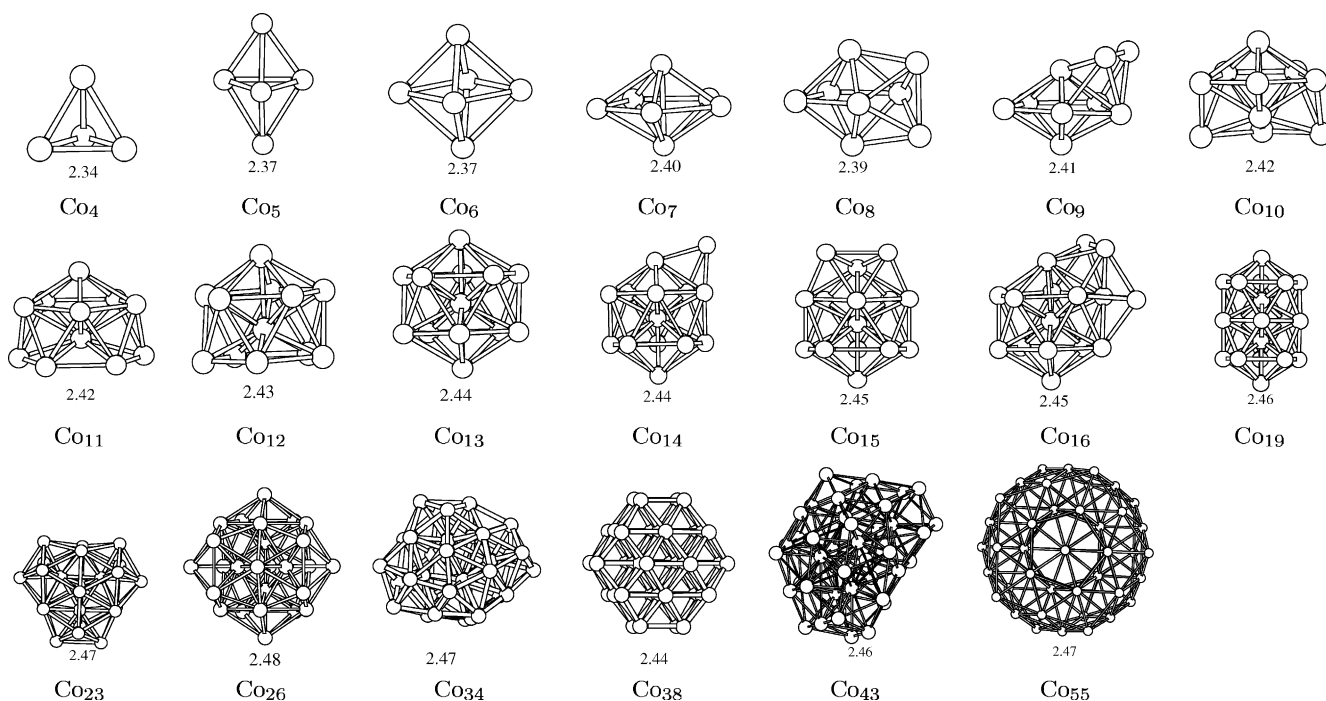 2.34 2.37 2.37 2.40 2.39 2.41 2.42
Co₄ Co₅ Co₆ Co₇ Co₈ Co₉ Co₁₀
2.42 2.43 2.44 2.44 2.45 2.45 2.46
Co₁₁ Co₁₂ Co₁₃ Co₁₄ Co₁₅ Co₁₆ Co₁₉
2.47 2.48 2.47 2.44 2.46 2.47
Co₂₃ Co₂₆ Co₃₄ Co₃₈ Co₄₃ Co₅₅